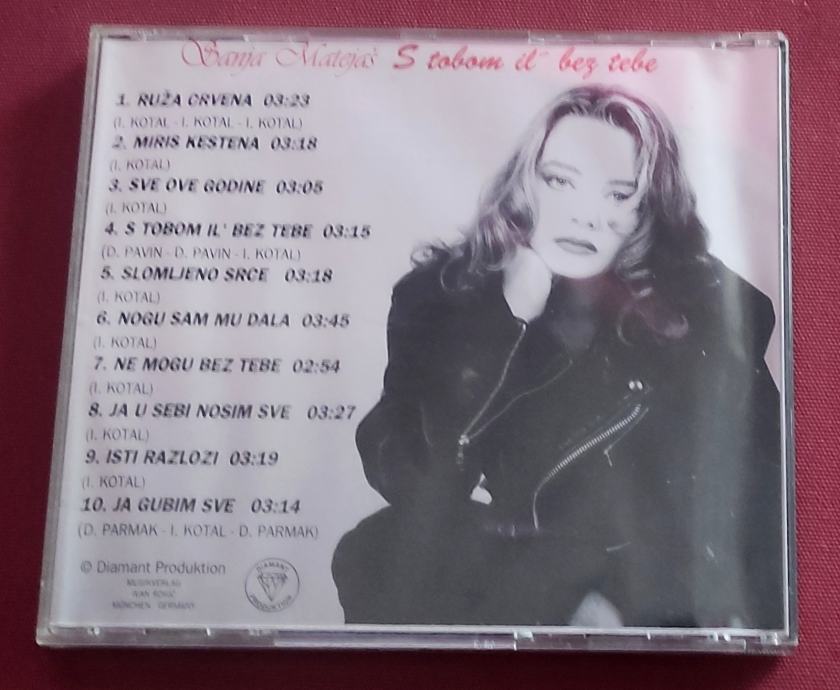 Sanja Matejaš S tobom il´ bez tebe
1. RUŽA CRVENA 03:23
(I. KOTAL - I. KOTAL - I. KOTAL)
2. MIRIS KESTENA 03:18
(I. KOTAL)
3. SVE OVE GODINE 03:05
(I. KOTAL)
4. S TOBOM IL' BEZ TEBE 03:15
(D. PAVIN - D. PAVIN - I. KOTAL)
5. SLOMLJENO SRCE 03:18
(I. KOTAL)
6. NOGU SAM MU DALA 03:45
(I. KOTAL)
7. NE MOGU BEZ TEBE 02:54
(I. KOTAL)
8. JA U SEBI NOSIM SVE 03:27
(I. KOTAL)
9. ISTI RAZLOZI 03:19
(I. KOTAL)
10. JA GUBIM SVE 03:14
(D. PARMAK - I. KOTAL - D. PARMAK)
© Diamant Produktion
MUSIKVERLAG
IVAN
MÜNCHEN GERMANY
DIAMANT
PRODUKTION